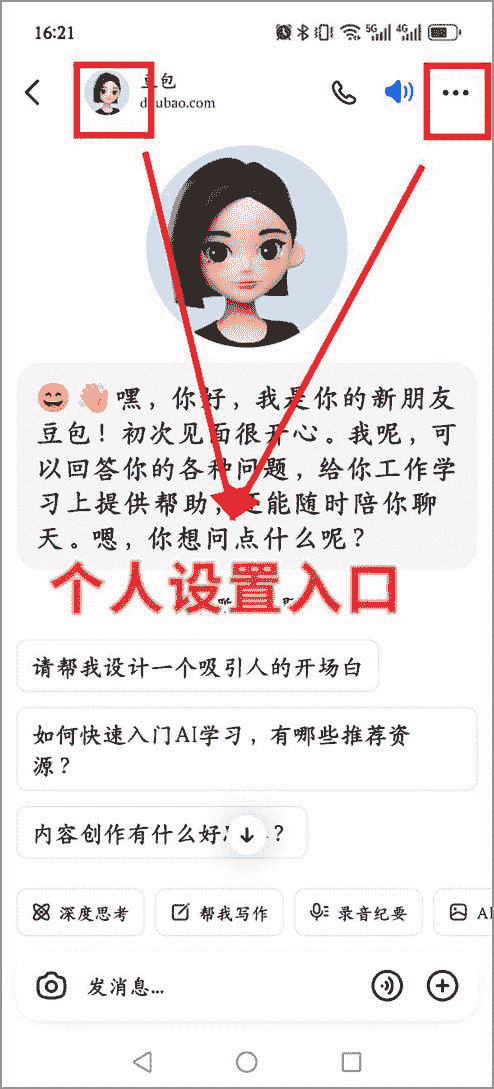 16:21
5G 4G
豆包
doubao.com
嘿，你好，我是你的新朋友
豆包！初次见面很开心。我呢，可
以回答你的各种问题，给你工作学
习上提供帮助，还能随时陪你聊
天。嗯，你想问点什么呢？
个人设置入口
请帮我设计一个吸引人的开场白
如何快速入门AI学习，有哪些推荐资
源？
内容创作有什么好？
深度思考
帮我写作
录音纪要
AI
发消息...